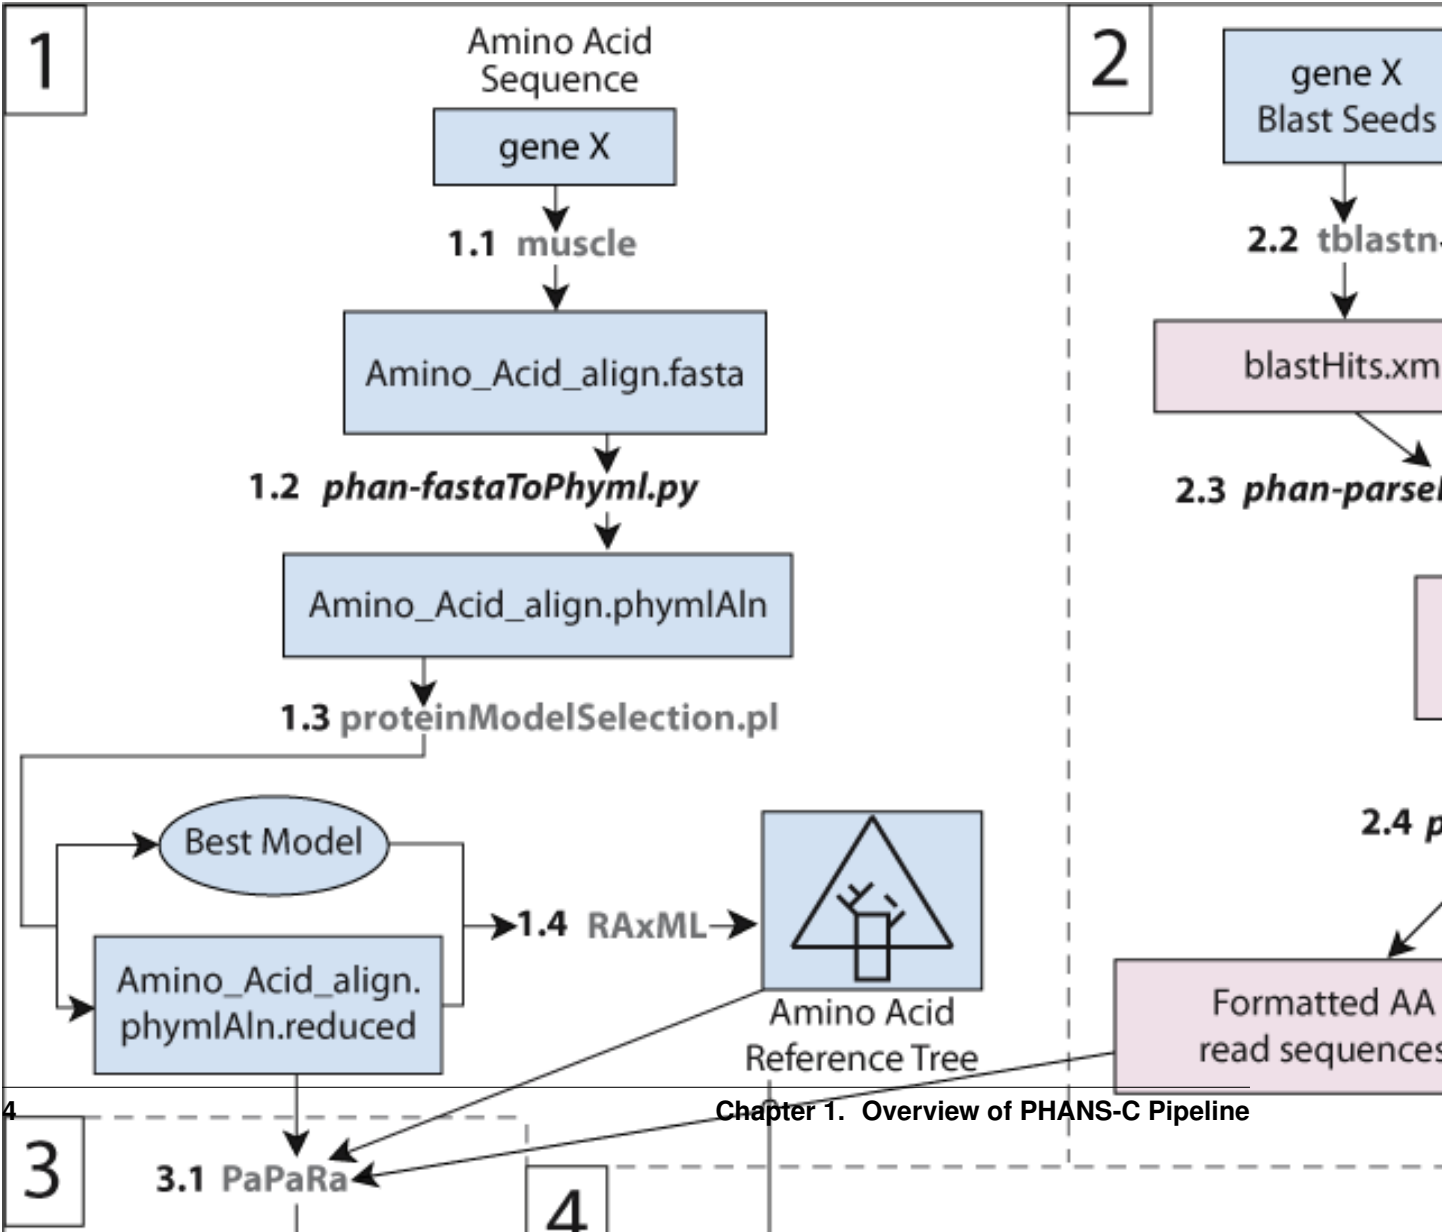 1
Amino Acid
Sequence
gene X
1.1 muscle
Amino_Acid_align.fasta
1.2 phan-fastaToPhyml.py
Amino_Acid_align.phymlAln
1.3 proteinModelSelection.pl
Best Model
Amino_Acid_align.
phymlAln.reduced
1.4 RAxML
Amino Acid
Reference Tree
2
gene X
Blast Seeds
2.2 tblastn
blastHits.xm
2.3 phan-parse
2.4 p
Formatted AA
read sequences
4
Chapter 1. Overview of PHANS-C Pipeline
3
3.1 PaPaRa
4